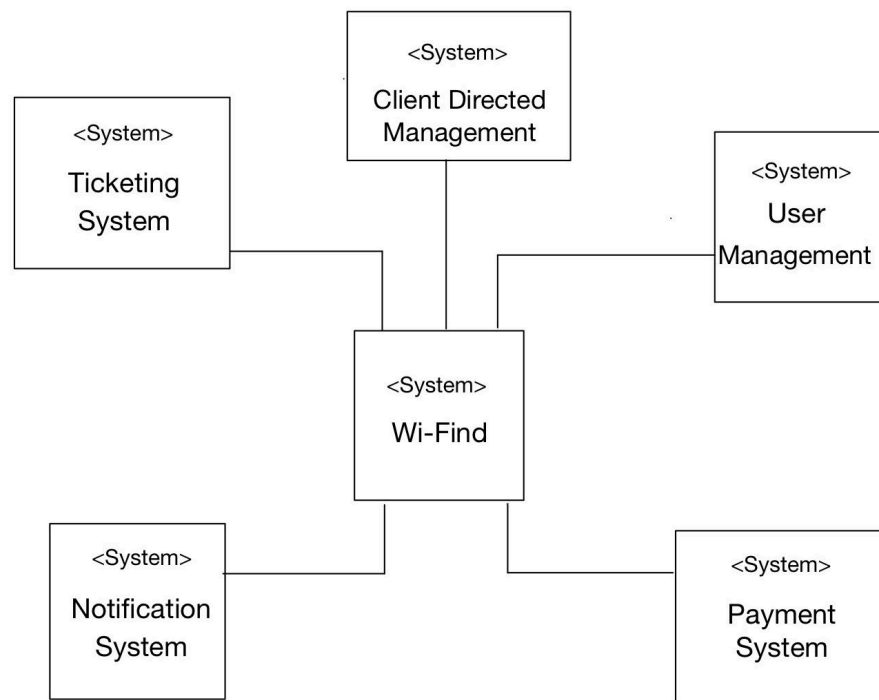 <System>
Client Directed
Management
<System>
Ticketing
System
<System>
User
Management
<System>
Wi-Find
<System>
Notification
System
<System>
Payment
System